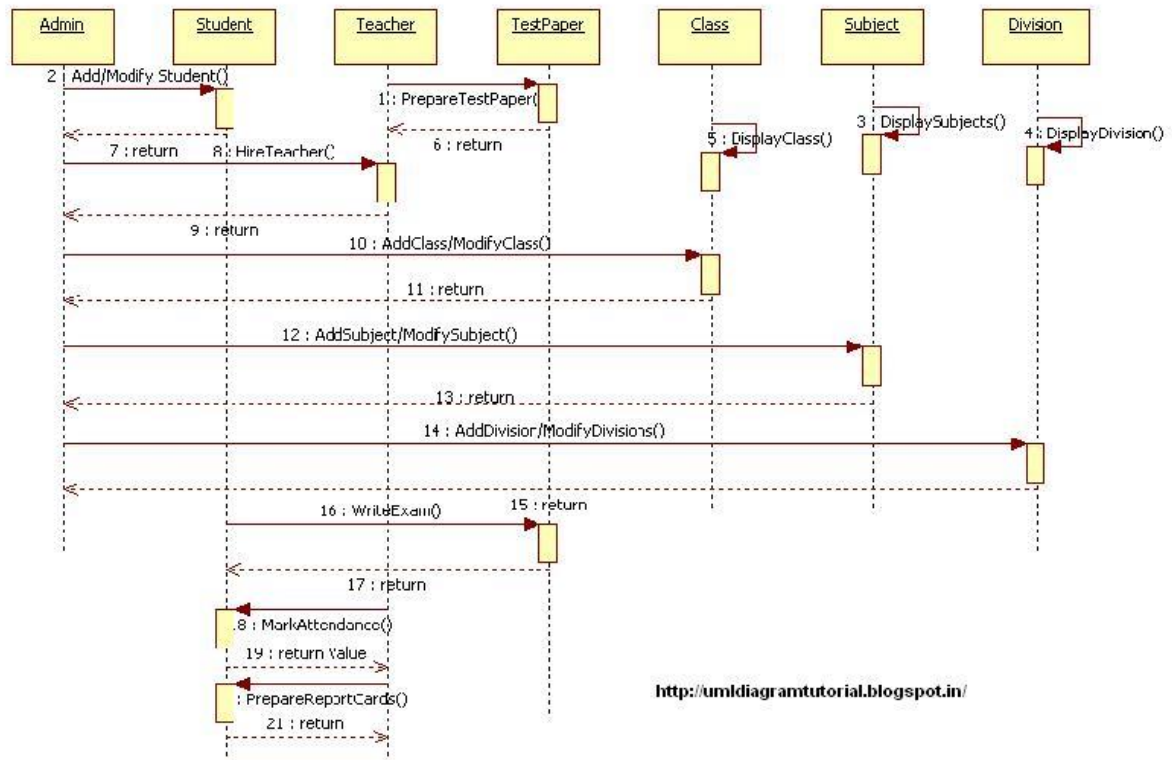 Admin
Student
Teacher
TestPaper
Class
Subject
Division
2 : Add/Modify Student()
1 : PrepareTestPaper(
3 : DisplaySubjects()
4 : DisplayDivision()
5 : DisplayClass()
6 : return
7 : return
8 : HireTeacher()
9 : return
10 : AddClass/ModifyClass()
11 : return
12 : AddSubject/ModifySubject()
13 : return
14 : AddDivision/ModifyDivisions()
15 : return
16 : WriteExam()
17 : return
8 : MarkAttendance()
19 : return Value
: PrepareReportCards()
21 : return
http://umldiagramtutorial.blogspot.in/